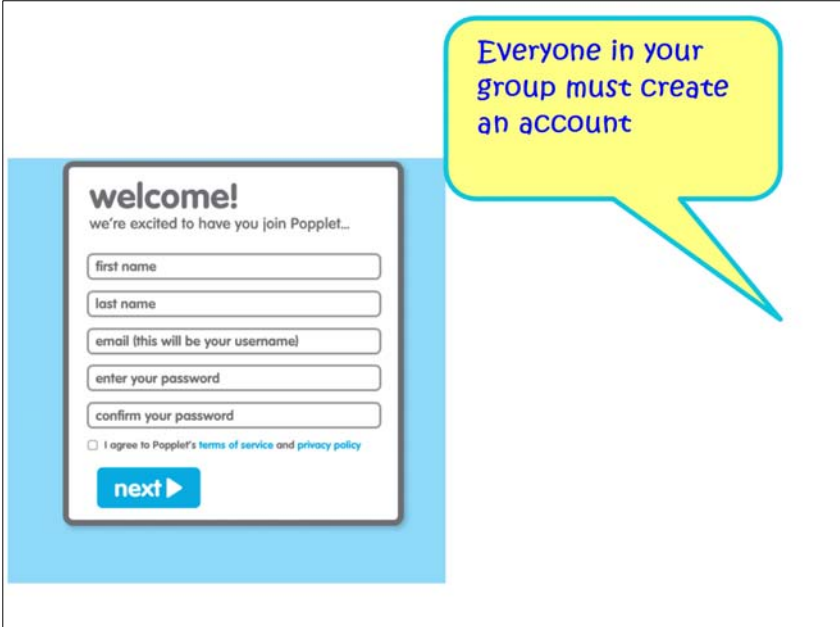 Everyone in your
group must create
an account
welcome!
we're excited to have you join Popplet...
first name
last name
email (this will be your username)
enter your password
confirm your password
I agree to Popplet's terms of service and privacy policy
next